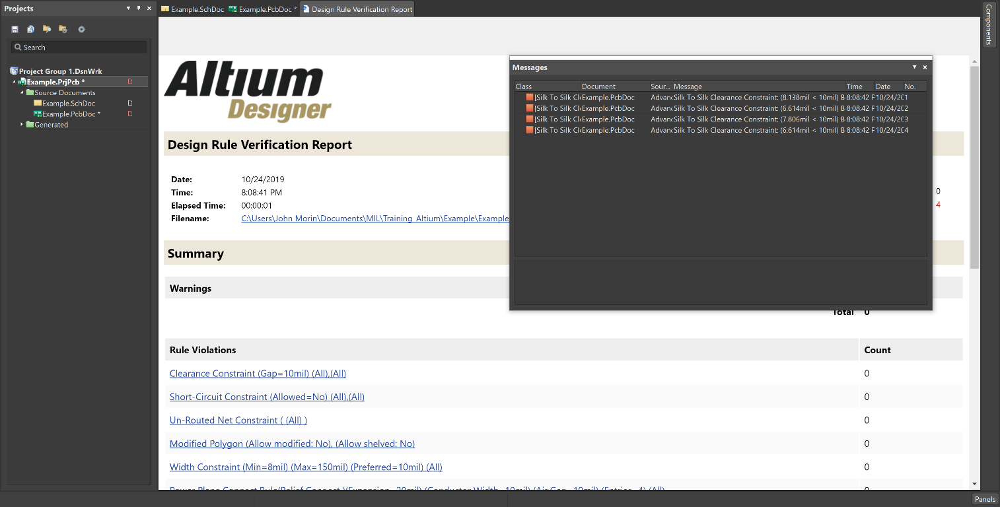 Projects
Search
Project Group 1.DsnWrk
Example.PrjPcb *
Source Documents
Example.SchDoc
Example.PcbDoc *
Generated
Example.SchDoc Example.PcbDoc * Design Rule Verification Report
Components
Altium
Designer
Design Rule Verification Report
Date: 10/24/2019
Time: 8:08:41 PM
Elapsed Time: 00:00:01
Filename: C:\Users\John Morin\Documents\MIL\Training_Altium\Example\Example
0
4
Messages
Class Document Sour... Message Time Date No.
[Silk To Silk Cl Example.PcbDoc Advanc Silk To Silk Clearance Constraint: (8.138mil < 10mil) B 8:08:42 P 10/24/20 1
[Silk To Silk Cl Example.PcbDoc Advanc Silk To Silk Clearance Constraint: (6.614mil < 10mil) B 8:08:42 P 10/24/20 2
[Silk To Silk Cl Example.PcbDoc Advanc Silk To Silk Clearance Constraint: (7.806mil < 10mil) B 8:08:42 P 10/24/20 3
[Silk To Silk Cl Example.PcbDoc Advanc Silk To Silk Clearance Constraint: (6.614mil < 10mil) B 8:08:42 P 10/24/20 4
Summary
Warnings
Total 0
Rule Violations Count
Clearance Constraint (Gap=10mil) (All),(All) 0
Short-Circuit Constraint (Allowed=No) (All),(All) 0
Un-Routed Net Constraint ( (All) ) 0
Modified Polygon (Allow modified: No), (Allow shelved: No) 0
Width Constraint (Min=8mil) (Max=150mil) (Preferred=10mil) (All) 0
Power Plane Connect Rule(Relief Connect )(Expansion=20mil) (Conductor Width=10mil) (Air Gap=10mil) (Entries=4) (All) 0
Panels